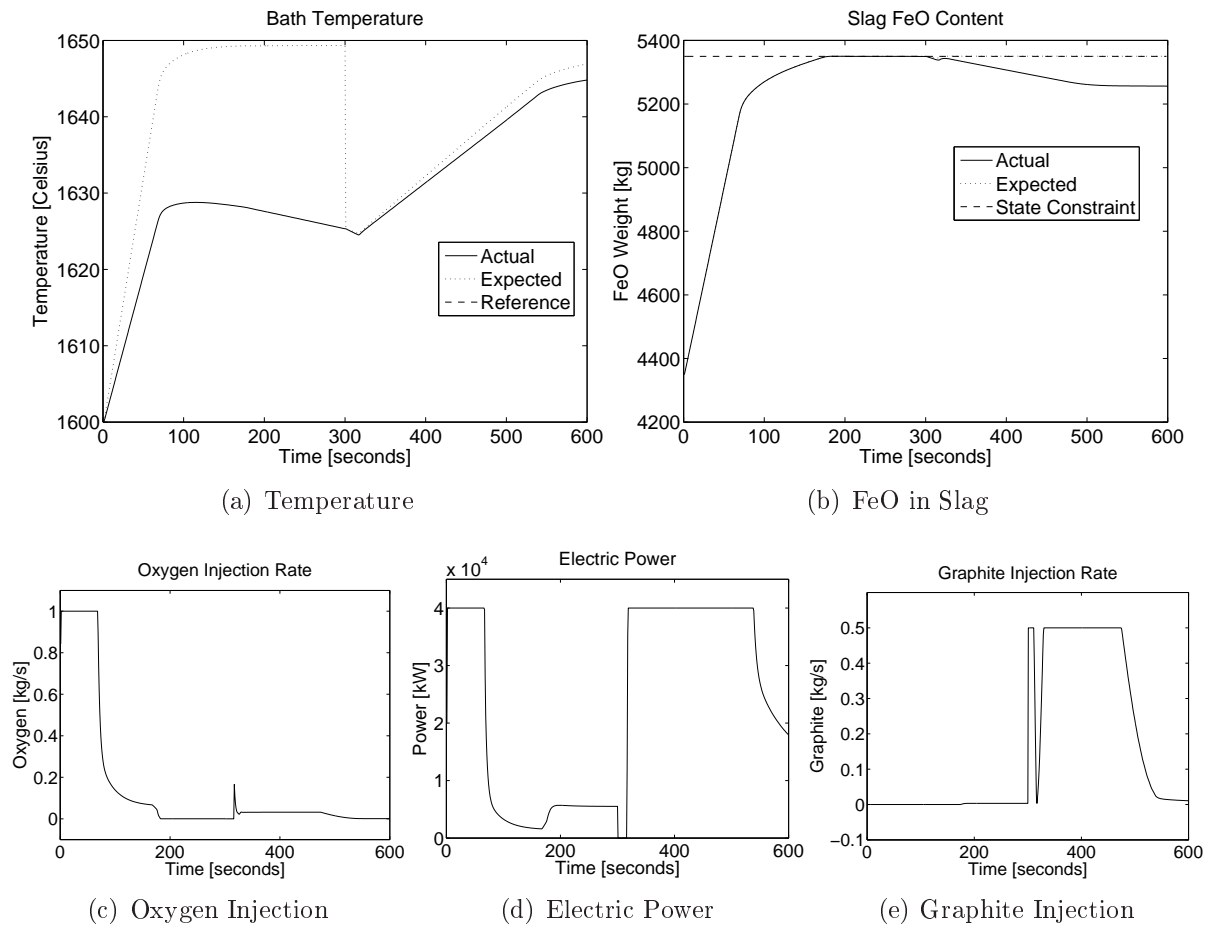 Bath Temperature
1650
1640
1630
1620
1610
1600
0 100 200 300 400 500 600
Temperature [Celsius]
Time [seconds]
Actual
Expected
Reference
(a) Temperature
Slag FeO Content
5400
5200
5000
4800
4600
4400
4200
0 100 200 300 400 500 600
FeO Weight [kg]
Time [seconds]
Actual
Expected
State Constraint
(b) FeO in Slag
Oxygen Injection Rate
1
0.8
0.6
0.4
0.2
0
0 200 400 600
Oxygen [kg/s]
Time [seconds]
(c) Oxygen Injection
Electric Power
x 10^4
4
3
2
1
0
0 200 400 600
Power [kW]
Time [seconds]
(d) Electric Power
Graphite Injection Rate
0.5
0.4
0.3
0.2
0.1
0
−0.1
0 200 400 600
Graphite [kg/s]
Time [seconds]
(e) Graphite Injection